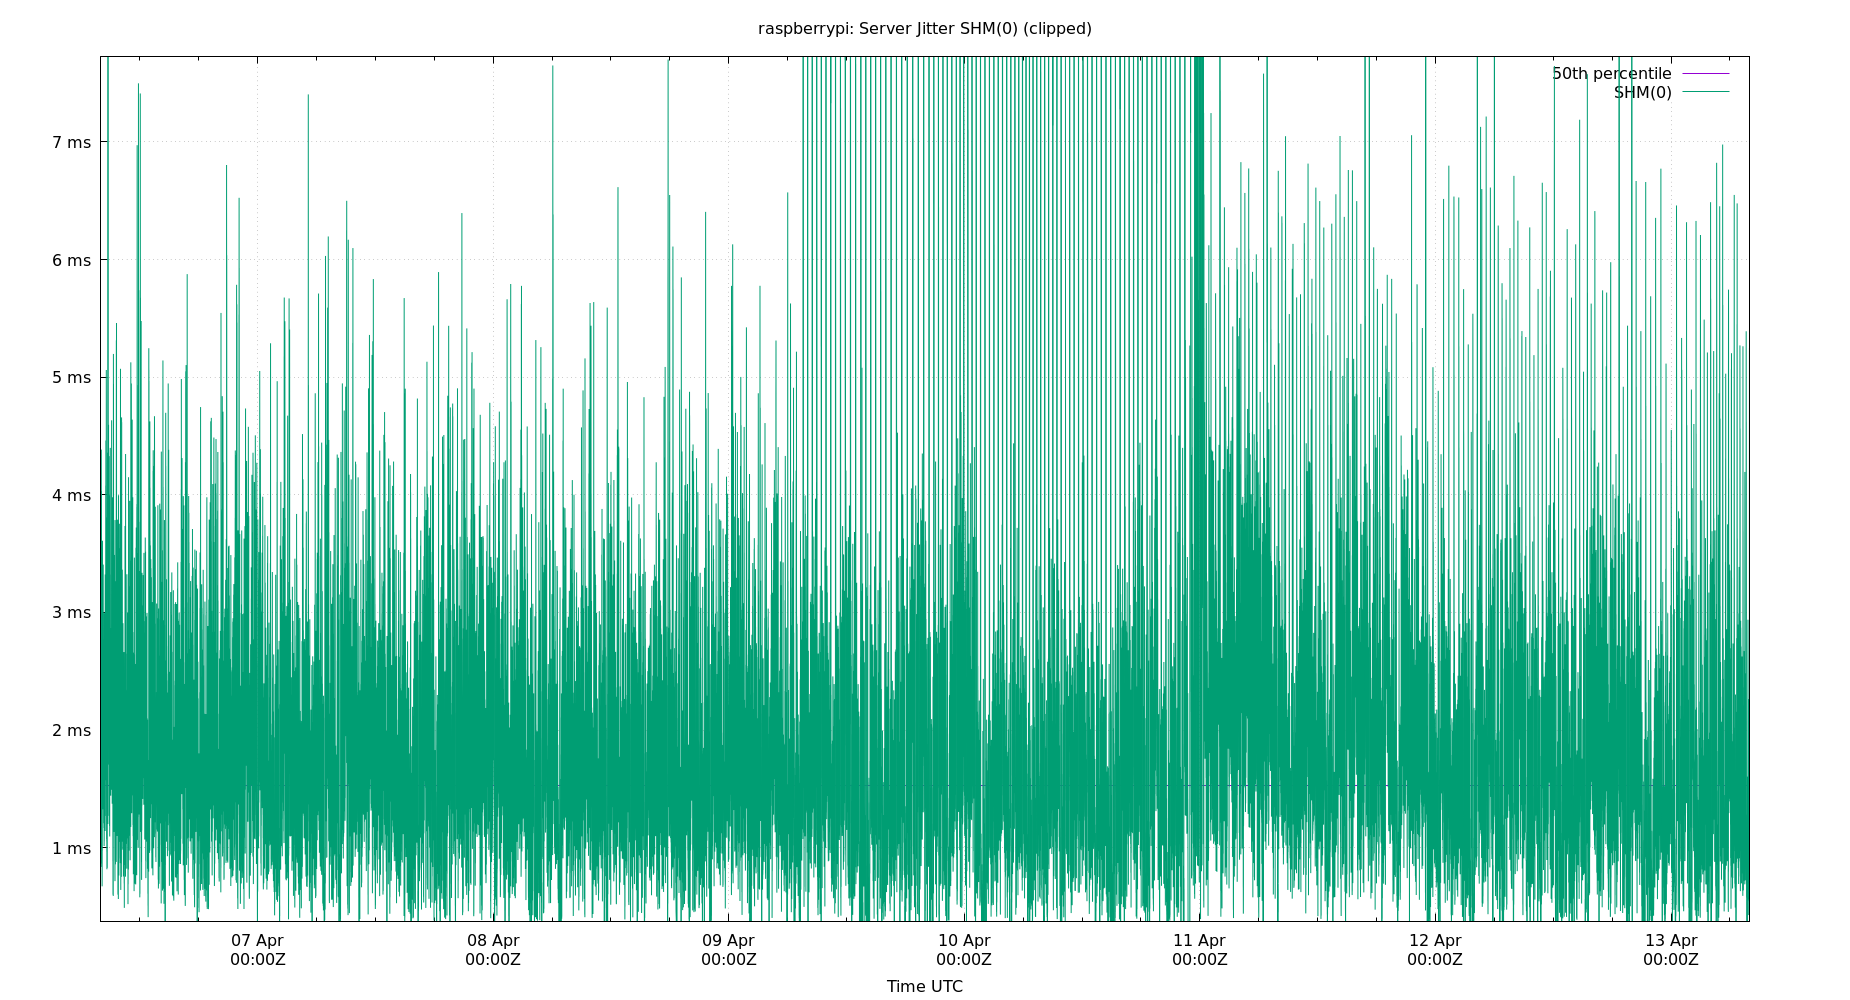 raspberrypi: Server Jitter SHM(0) (clipped)
50th percentile
SHM(0)
7 ms
6 ms
5 ms
4 ms
3 ms
2 ms
1 ms
07 Apr 08 Apr 09 Apr 10 Apr 11 Apr 12 Apr 13 Apr
00:00Z 00:00Z 00:00Z 00:00Z 00:00Z 00:00Z 00:00Z
Time UTC